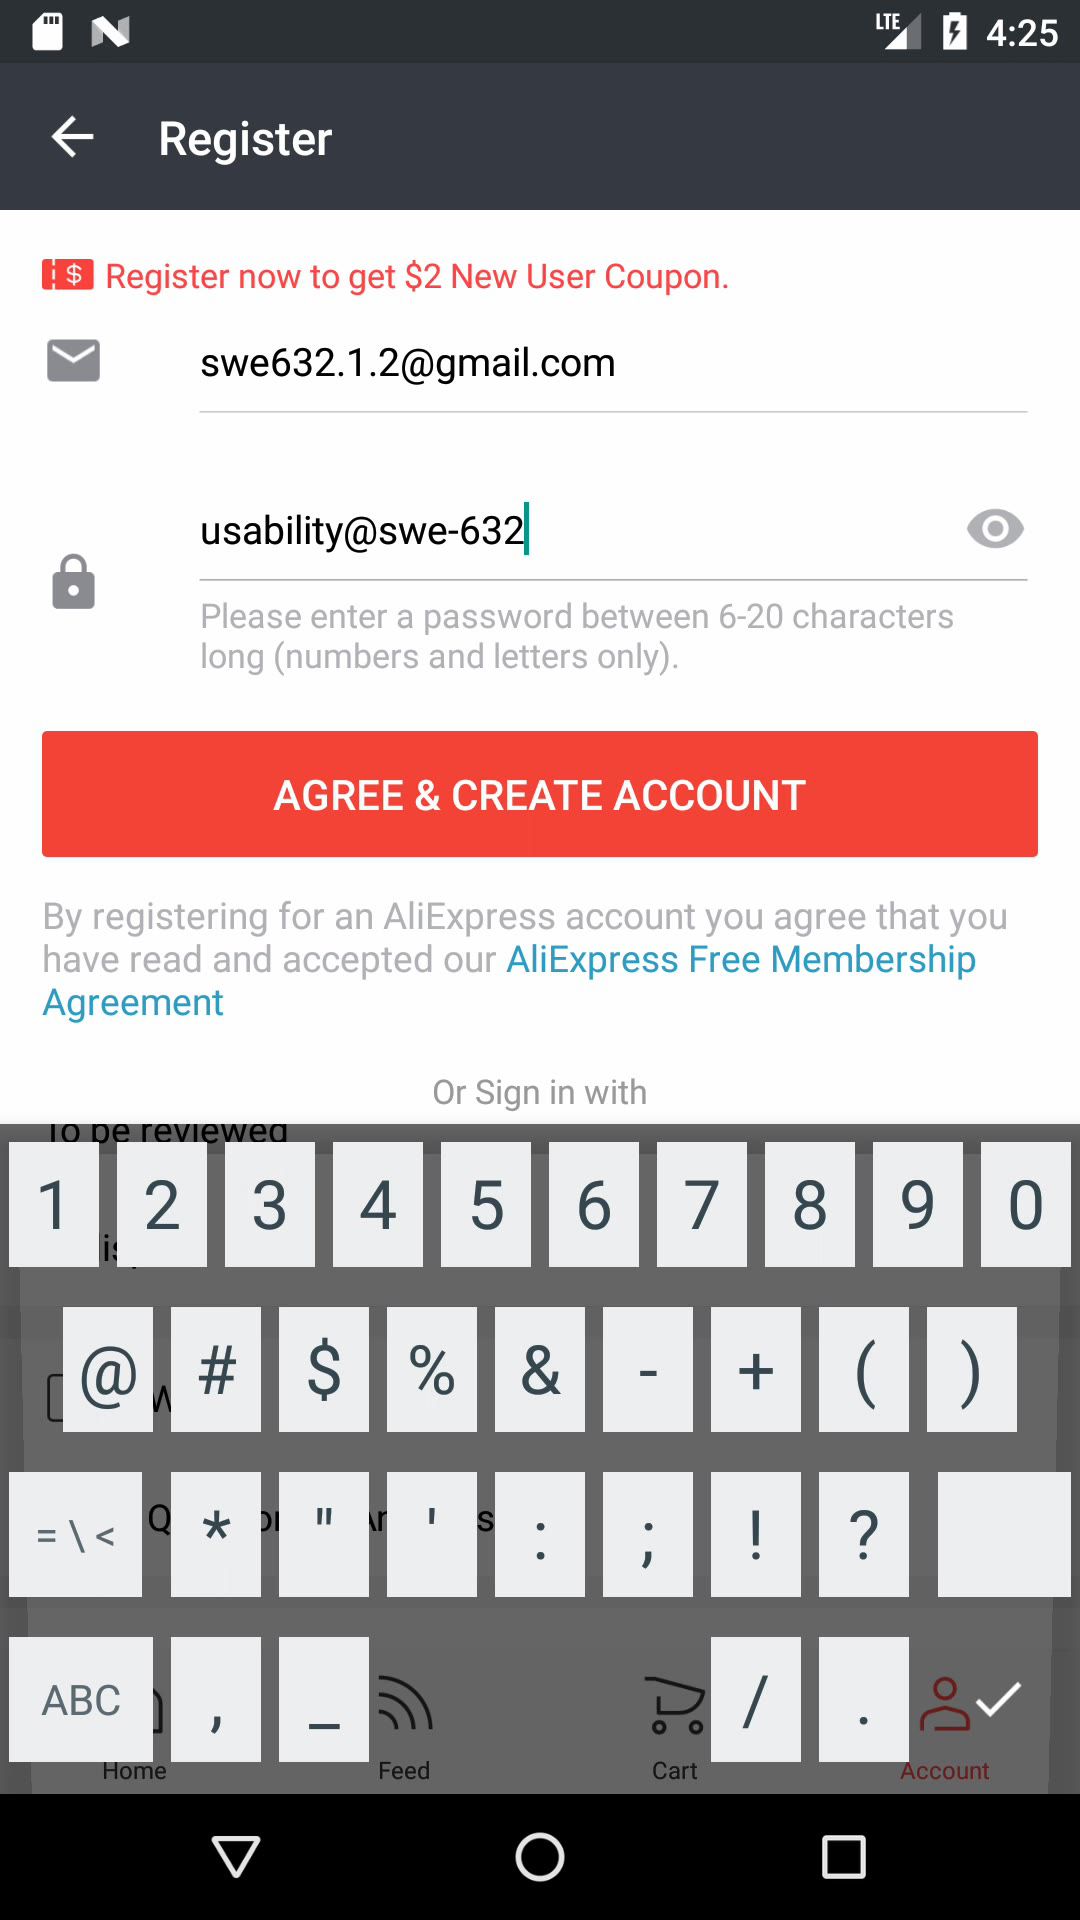 LTE 4:25
Register
$ Register now to get $2 New User Coupon.
swe632.1.2@gmail.com
usability@swe-632
Please enter a password between 6-20 characters
long (numbers and letters only).
AGREE & CREATE ACCOUNT
By registering for an AliExpress account you agree that you
have read and accepted our AliExpress Free Membership
Agreement
Or Sign in with
To be reviewed
1 2 3 4 5 6 7 8 9 0
@ # $ % & - + ( )
= \ < * " ' : ; ! ?
ABC , _ / .
Home Feed Cart Account